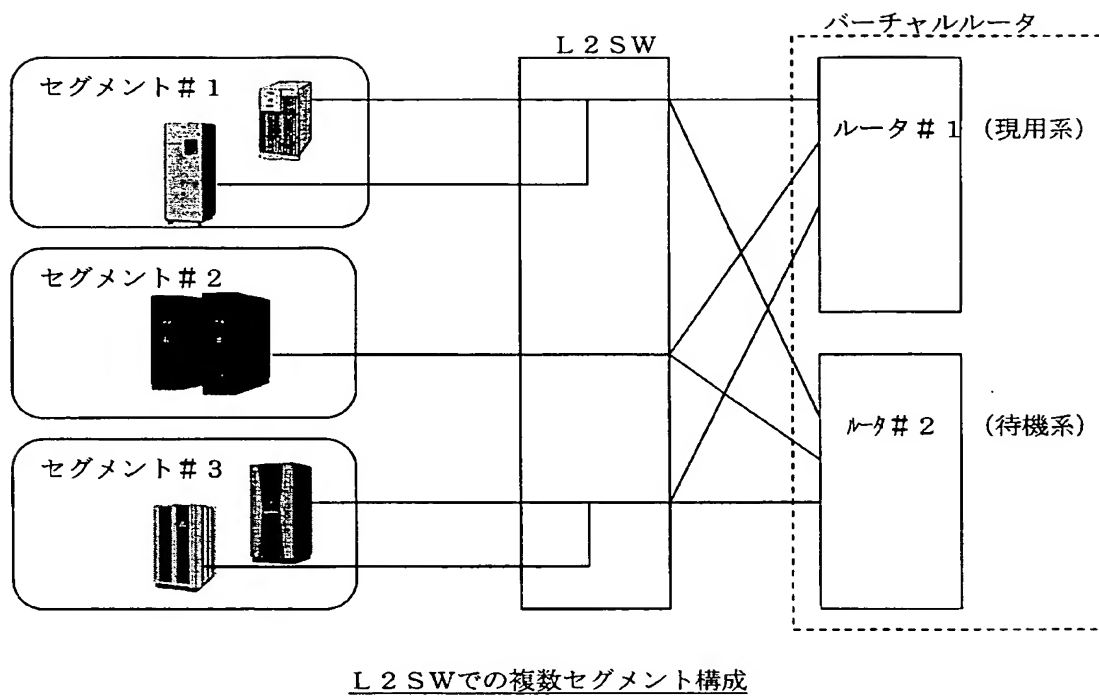 バーチャルルータ
L2SW
セグメント#1
ルータ#1 (現用系)
セグメント#2
ルータ#2 (待機系)
セグメント#3
L2SWでの複数セグメント構成